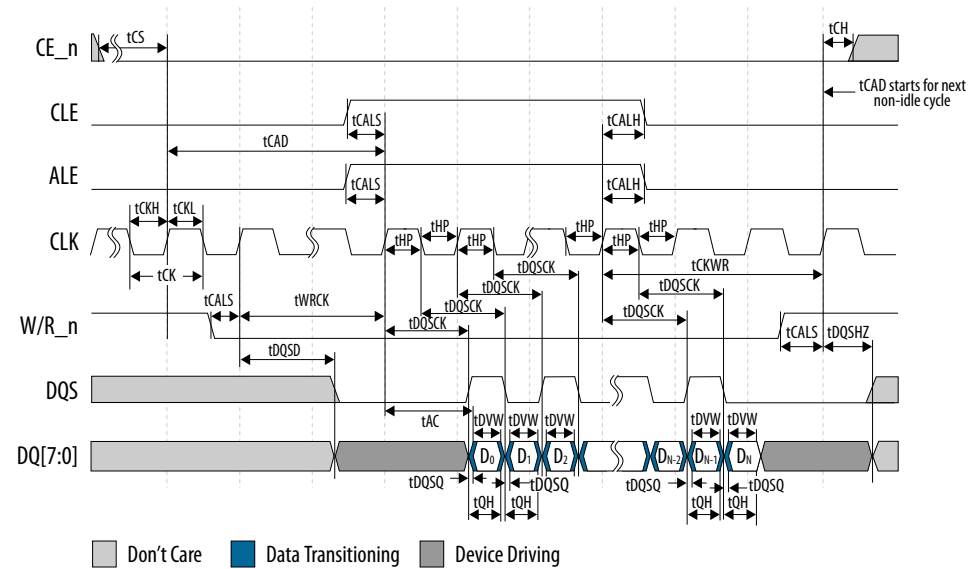 tCH
tCS
CE_n
tCAD starts for next
non-idle cycle
CLE
tCALS
tCALH
tCAD
ALE
tCALS
tCALH
tCKH
tCKL
tHP
tHP
tHP
CLK
tHP
tHP
tHP
tDQSCK
tCKWR
tCK
tDQSCK
tDQSCK
tCALS
tWRCK
tDQSCK
tDQSCK
W/R_n
tDQSCK
tCALS
tDQSHZ
tDQSD
DQS
tAC
tDVW
tDVW
tDVW
tDVW
tDVW
DQ[7:0]
D0
D1
D2
DN-2
DN-1
DN
tDQSQ
tDQSQ
tDQSQ
tDQSQ
tQH
tQH
tQH
tQH
Don't Care
Data Transitioning
Device Driving